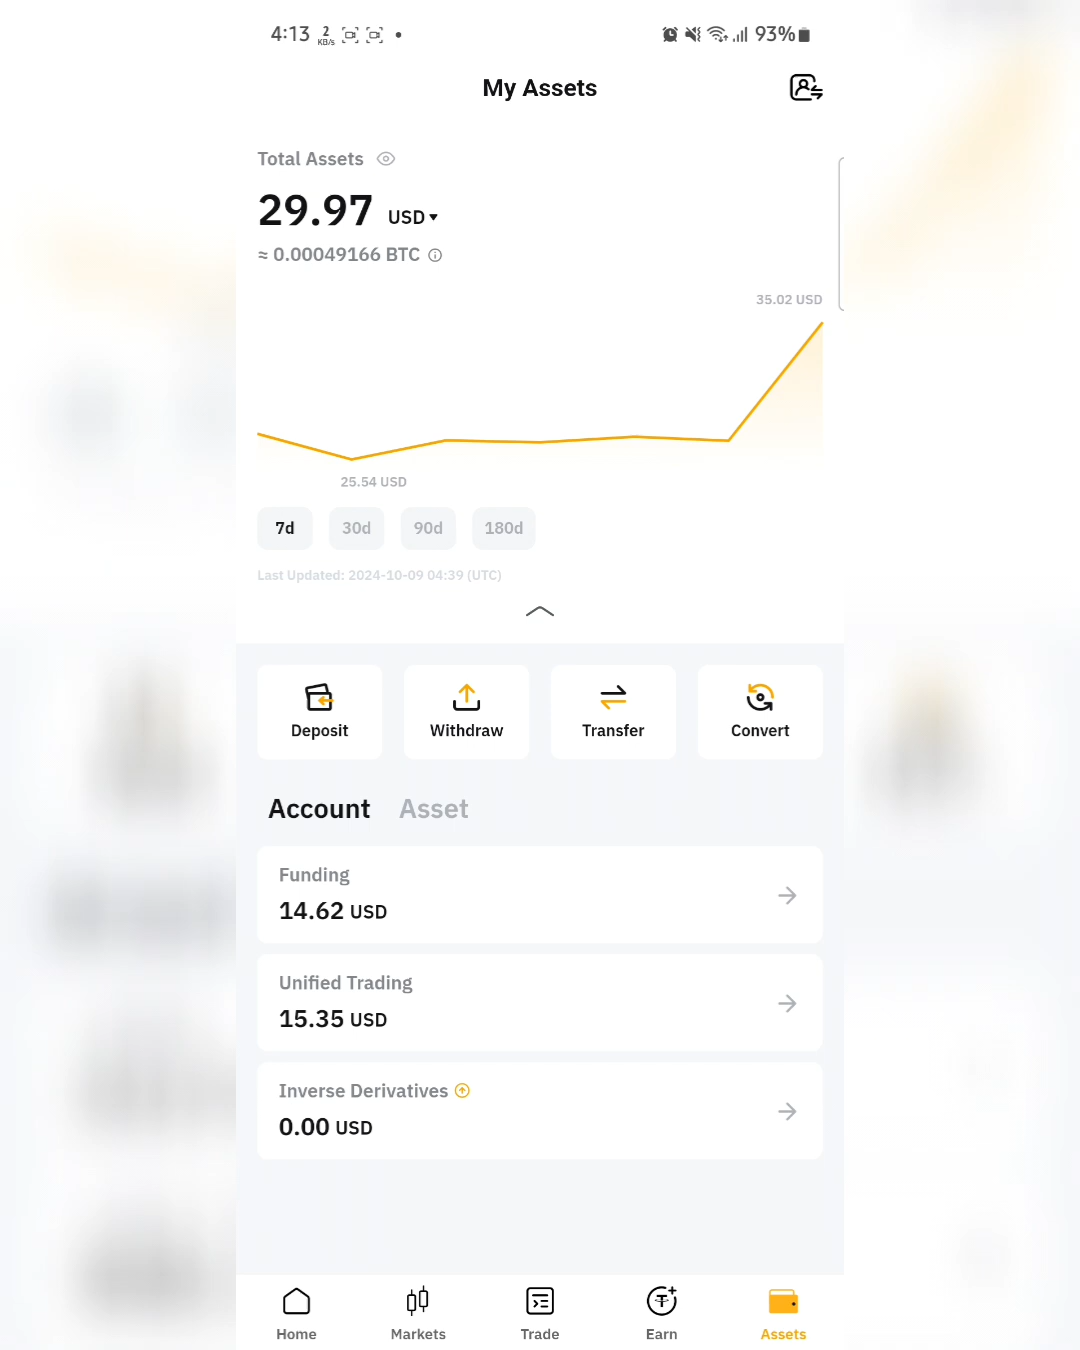 4:13 2 KB/s 93%
My Assets
Total Assets
29.97 USD
≈ 0.00049166 BTC
35.02 USD
25.54 USD
7d 30d 90d 180d
Last Updated: 2024-10-09 04:39 (UTC)
Deposit Withdraw Transfer Convert
Account Asset
Funding
14.62 USD
Unified Trading
15.35 USD
Inverse Derivatives
0.00 USD
Home Markets Trade Earn Assets